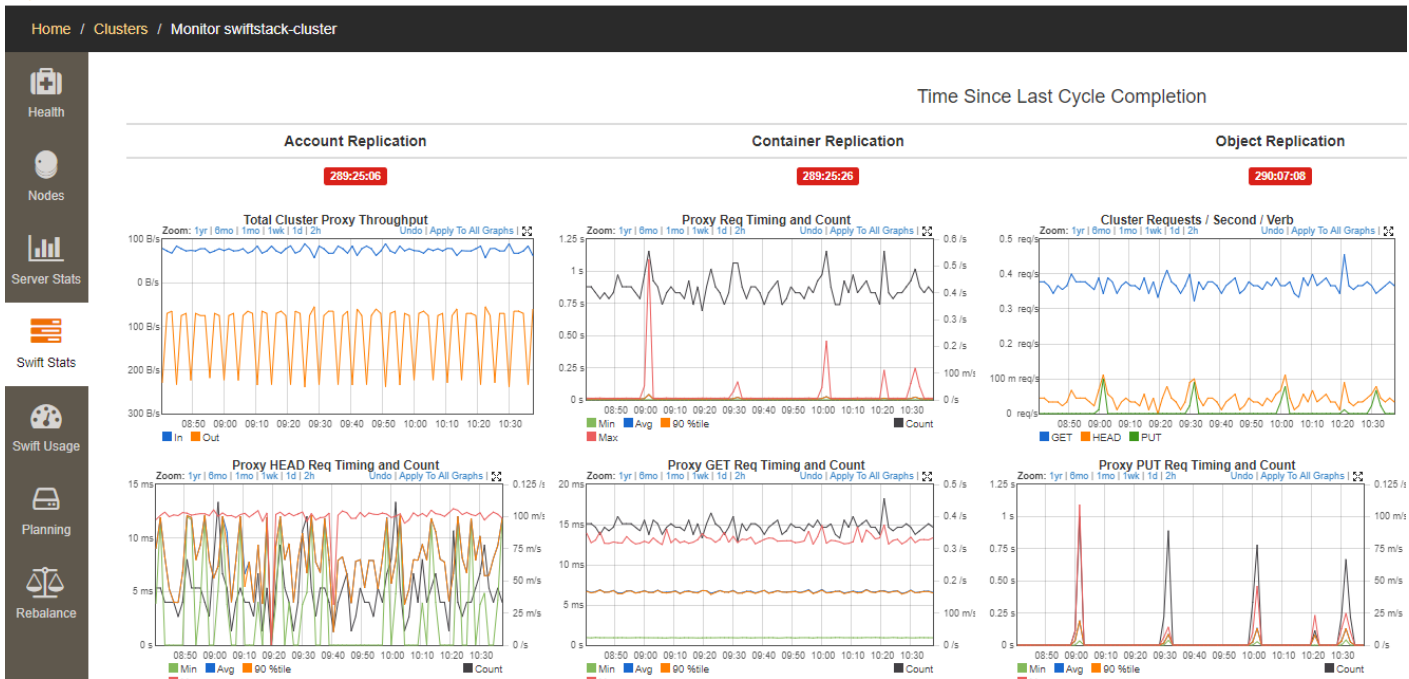 Home / Clusters / Monitor swiftstack-cluster
Health
Nodes
Server Stats
Swift Stats
Swift Usage
Planning
Rebalance
Time Since Last Cycle Completion
Account Replication
Container Replication
Object Replication
289:25:06
289:25:26
290:07:08
Total Cluster Proxy Throughput
Zoom: 1yr | 6mo | 1mo | 1wk | 1d | 2h
Undo | Apply To All Graphs |
100 B/s
0 B/s
100 B/s
200 B/s
300 B/s
08:50 09:00 09:10 09:20 09:30 09:40 09:50 10:00 10:10 10:20 10:30
In Out
Proxy Req Timing and Count
Zoom: 1yr | 6mo | 1mo | 1wk | 1d | 2h
Undo | Apply To All Graphs |
1.25 s
1 s
0.75 s
0.50 s
0.25 s
0 s
0.6 /s
0.5 /s
0.4 /s
0.3 /s
0.2 /s
100 m/s
0 /s
08:50 09:00 09:10 09:20 09:30 09:40 09:50 10:00 10:10 10:20 10:30
Min Avg 90 %tile Count
Max
Cluster Requests / Second / Verb
Zoom: 1yr | 6mo | 1mo | 1wk | 1d | 2h
Undo | Apply To All Graphs |
0.5 req/s
0.4 req/s
0.3 req/s
0.2 req/s
100 m req/s
0 req/s
08:50 09:00 09:10 09:20 09:30 09:40 09:50 10:00 10:10 10:20 10:30
GET HEAD PUT
Proxy HEAD Req Timing and Count
Zoom: 1yr | 6mo | 1mo | 1wk | 1d | 2h
Undo | Apply To All Graphs |
15 ms
10 ms
5 ms
0 s
0.125 /s
100 m/s
75 m/s
50 m/s
25 m/s
0 /s
08:50 09:00 09:10 09:20 09:30 09:40 09:50 10:00 10:10 10:20 10:30
Min Avg 90 %tile Count
Proxy GET Req Timing and Count
Zoom: 1yr | 6mo | 1mo | 1wk | 1d | 2h
Undo | Apply To All Graphs |
20 ms
15 ms
10 ms
5 ms
0 s
0.5 /s
0.4 /s
0.3 /s
0.2 /s
100 m/s
0 /s
08:50 09:00 09:10 09:20 09:30 09:40 09:50 10:00 10:10 10:20 10:30
Min Avg 90 %tile Count
Proxy PUT Req Timing and Count
Zoom: 1yr | 6mo | 1mo | 1wk | 1d | 2h
Undo | Apply To All Graphs |
1.25 s
1 s
0.75 s
0.50 s
0.25 s
0 s
0.125 /s
100 m/s
75 m/s
50 m/s
25 m/s
0 /s
08:50 09:00 09:10 09:20 09:30 09:40 09:50 10:00 10:10 10:20 10:30
Min Avg 90 %tile Count